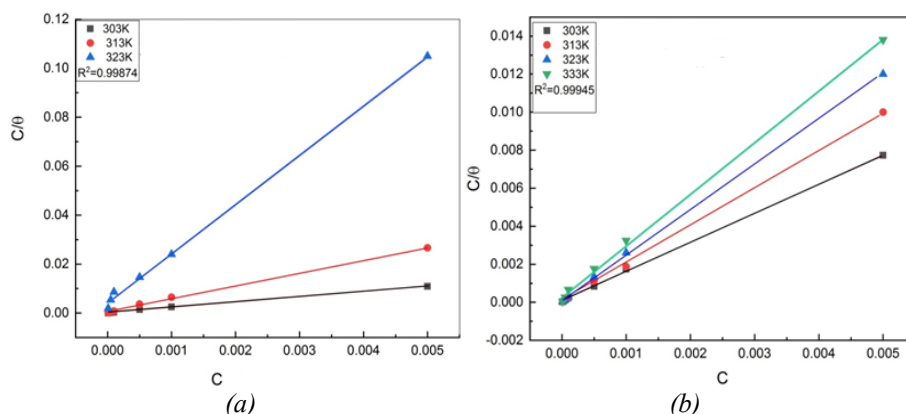 0.12
0.10
0.08
0.06
0.04
0.02
0.00
C/θ
303K
313K
323K
R²=0.99874
0.000 0.001 0.002 0.003 0.004 0.005
C
(a)
0.014
0.012
0.010
0.008
0.006
0.004
0.002
0.000
-0.002
C/θ
303K
313K
323K
333K
R²=0.99945
0.000 0.001 0.002 0.003 0.004 0.005
C
(b)